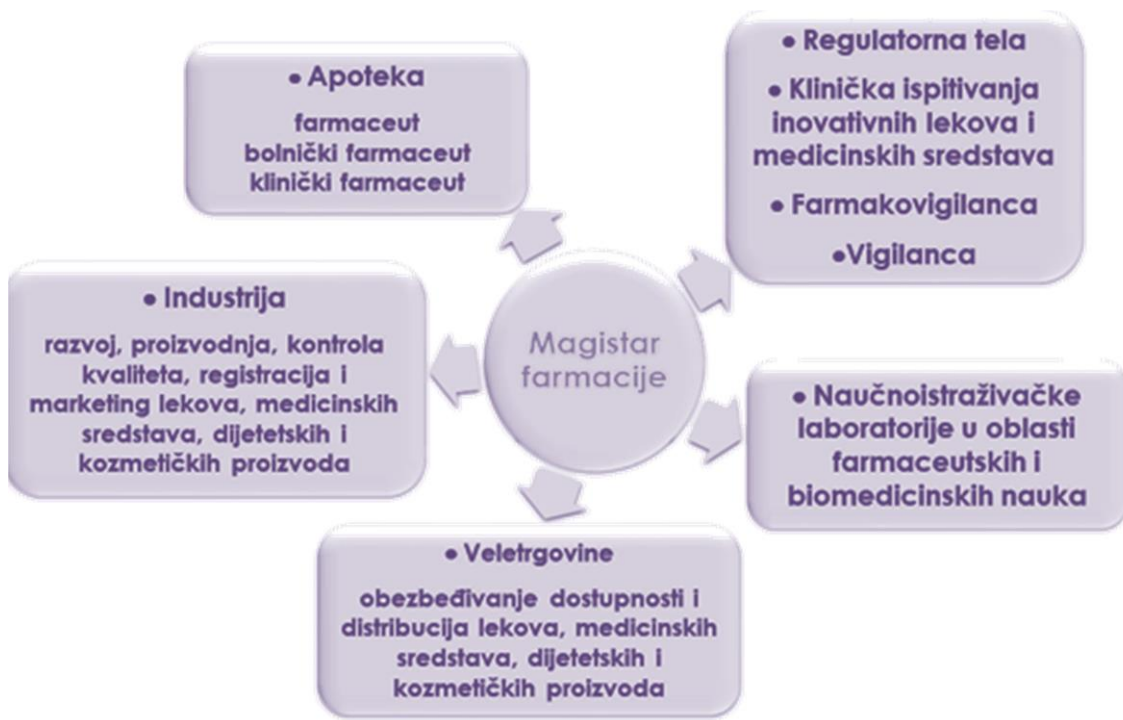 • Apoteka
farmaceut
bolnički farmaceut
klinički farmaceut
• Regulatorna tela
• Klinička ispitivanja
inovativnih lekova i
medicinskih sredstava
• Farmakovigilanca
•Vigilanca
• Industrija
razvoj, proizvodnja, kontrola
kvaliteta, registracija i
marketing lekova, medicinskih
sredstava, dijetetskih i
kozmetičkih proizvoda
Magistar
farmacije
• Naučnoistraživačke
laboratorije u oblasti
farmaceutskih i
biomedicinskih nauka
• Veletrgovine
obezbeđivanje dostupnosti i
distribucija lekova, medicinskih
sredstava, dijetetskih i
kozmetičkih proizvoda